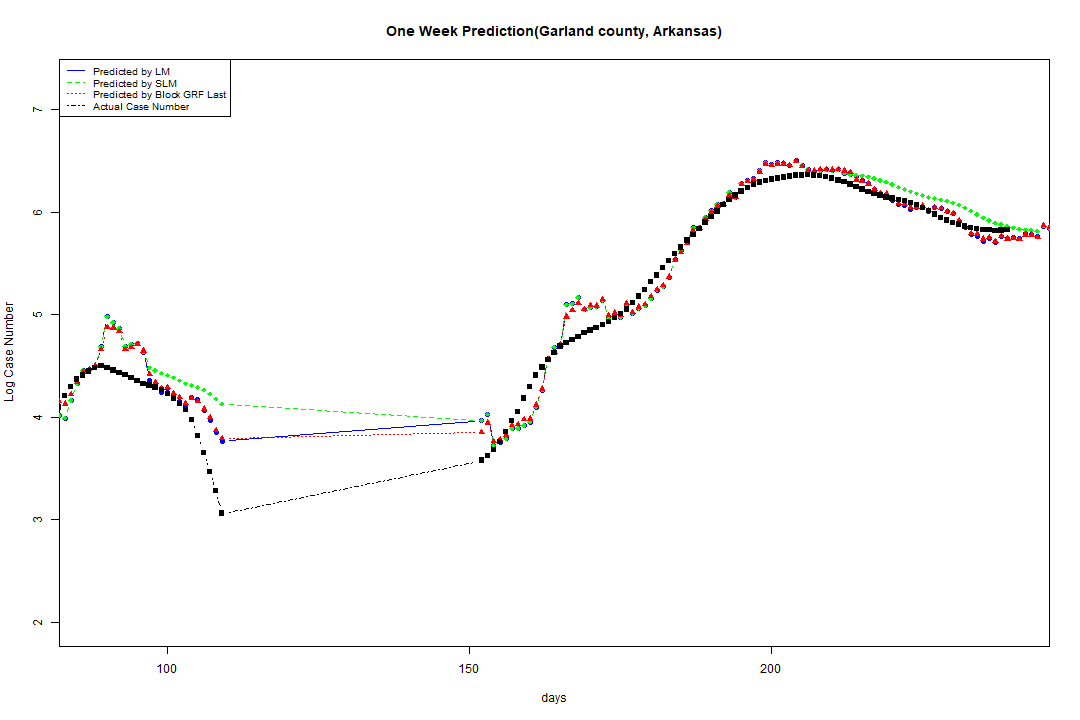 One Week Prediction(Garland county, Arkansas)
Predicted by LM
Predicted by SLM
Predicted by Block GRF Last
Actual Case Number
7
6
5
4
3
2
Log Case Number
100
150
200
days